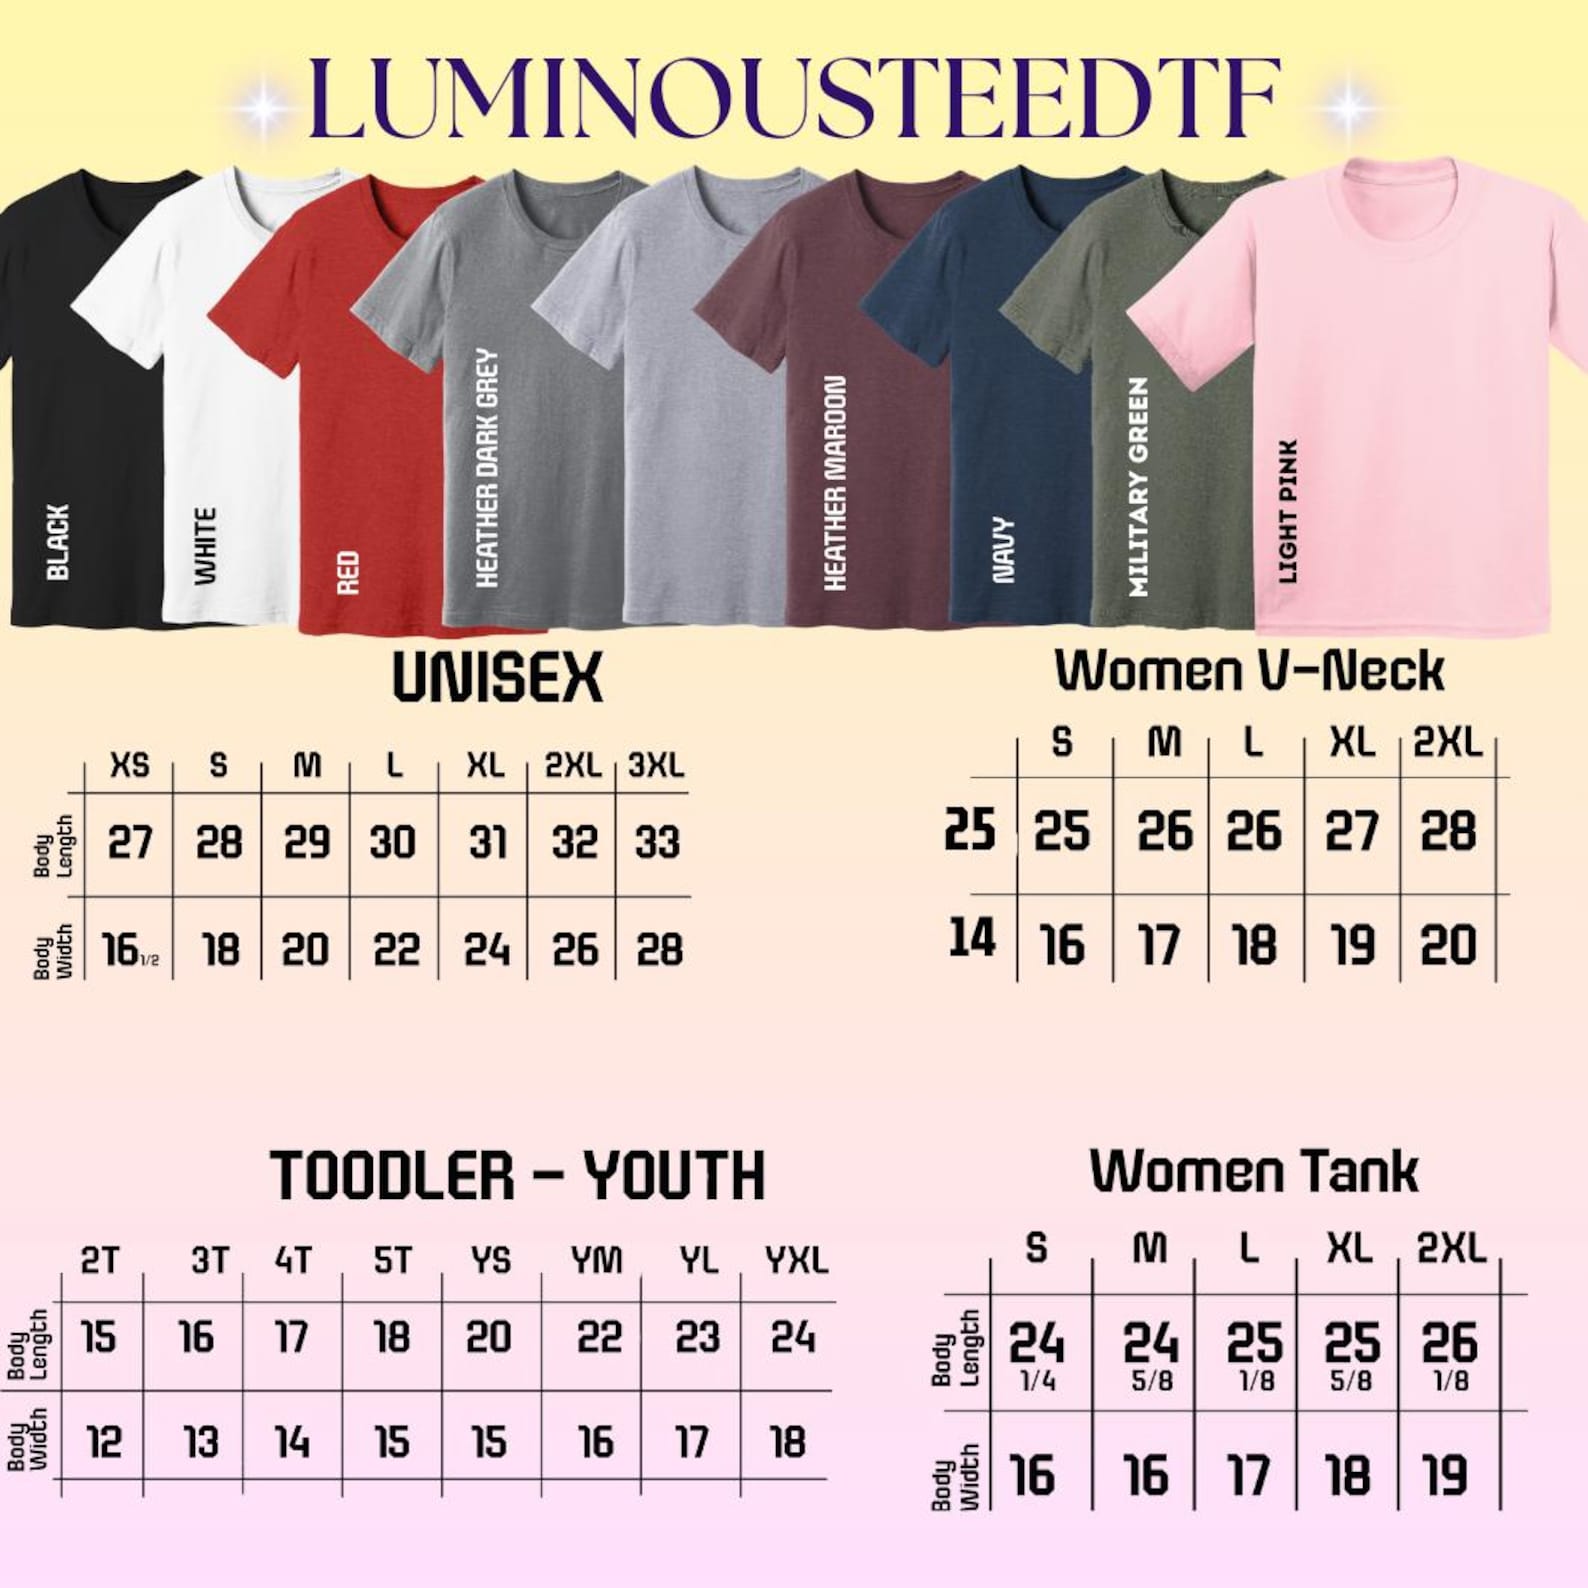 LUMINOUSTEEDTF
BLACK
WHITE
RED
HEATHER DARK GREY
HEATHER MAROON
NAVY
MILITARY GREEN
LIGHT PINK
UNISEX
XS S M L XL 2XL 3XL
Body Length 27 28 29 30 31 32 33
Body Width 16 1/2 18 20 22 24 26 28
Women V-Neck
S M L XL 2XL
25 25 26 26 27 28
14 16 17 18 19 20
TOODLER - YOUTH
2T 3T 4T 5T YS YM YL YXL
Body Length 15 16 17 18 20 22 23 24
Body Width 12 13 14 15 15 16 17 18
Women Tank
S M L XL 2XL
Body Length 24 1/4 24 5/8 25 1/8 25 5/8 26 1/8
Body Width 16 16 17 18 19